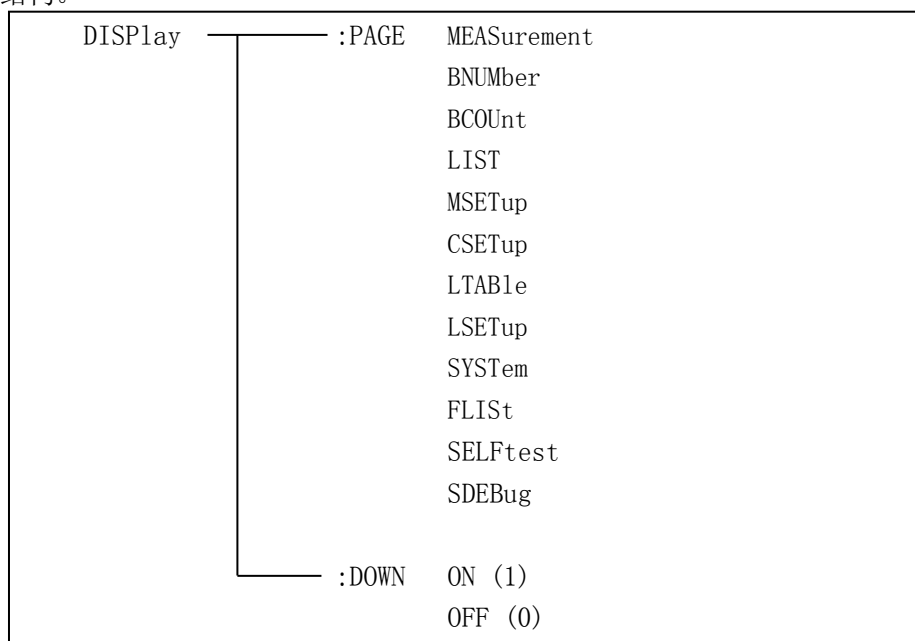 DISPlay :PAGE MEASurement
BNUMber
BCOUnt
LIST
MSETup
CSETup
LTABle
LSETup
SYSTem
FLISt
SELFtest
SDEBug
:DOWN ON (1)
OFF (0)